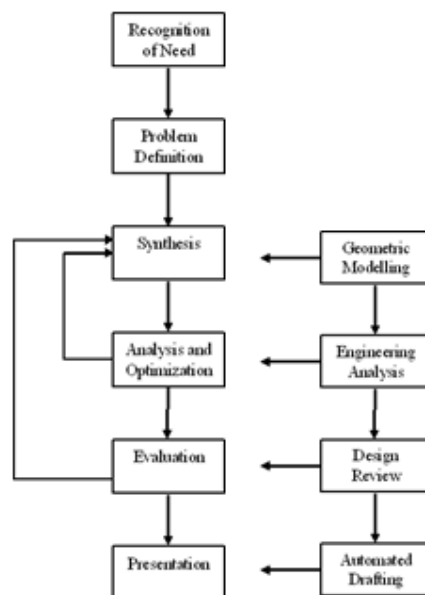 Recognition
of Need
Problem
Definition
Synthesis
Geometric
Modelling
Analysis and
Optimization
Engineering
Analysis
Evaluation
Design
Review
Presentation
Automated
Drafting